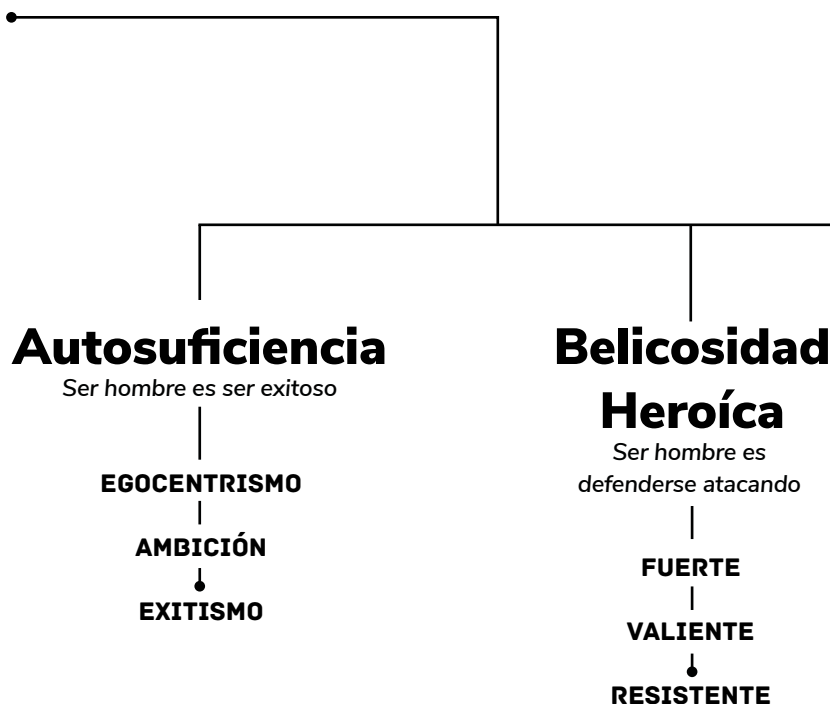 Autosuficiencia
Ser hombre es ser exitoso
EGOCENTRISMO
AMBICIÓN
EXITISMO
Belicosidad
Heroíca
Ser hombre es
defenderse atacando
FUERTE
VALIENTE
RESISTENTE